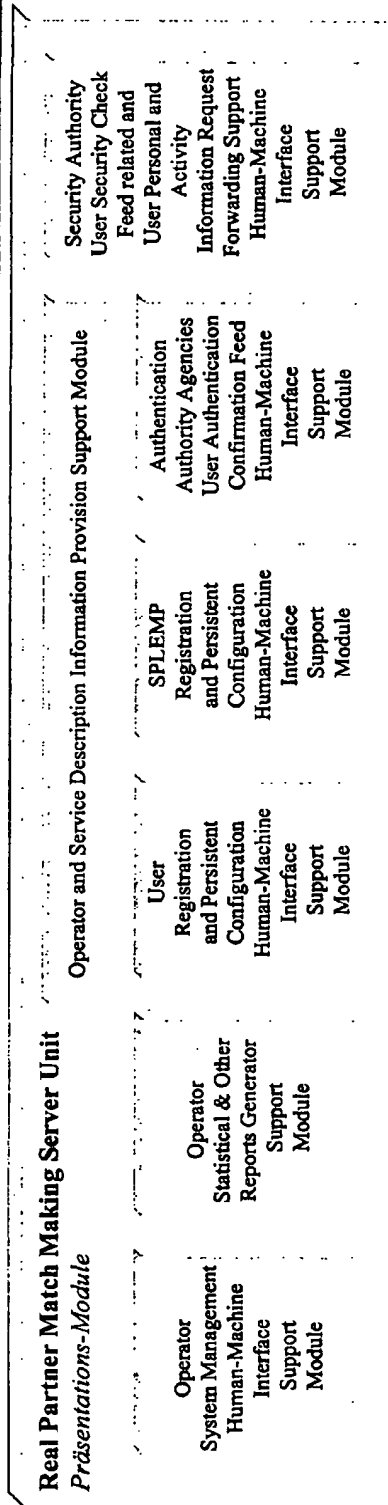 Real Partner Match Making Server Unit
Präsentations-Module
Operator and Service Description Information Provision Support Module
Operator
System Management
Human-Machine
Interface
Support
Module
Operator
Statistical & Other
Reports Generator
Support
Module
User
Registration
and Persistent
Configuration
Human-Machine
Interface
Support
Module
SPLEMP
Registration
and Persistent
Configuration
Human-Machine
Interface
Support
Module
Authentication
Authority Agencies
User Authentication
Confirmation Feed
Human-Machine
Interface
Support
Module
Security Authority
User Security Check
Feed related and
User Personal and
Activity
Information Request
Forwarding Support
Human-Machine
Interface
Support
Module